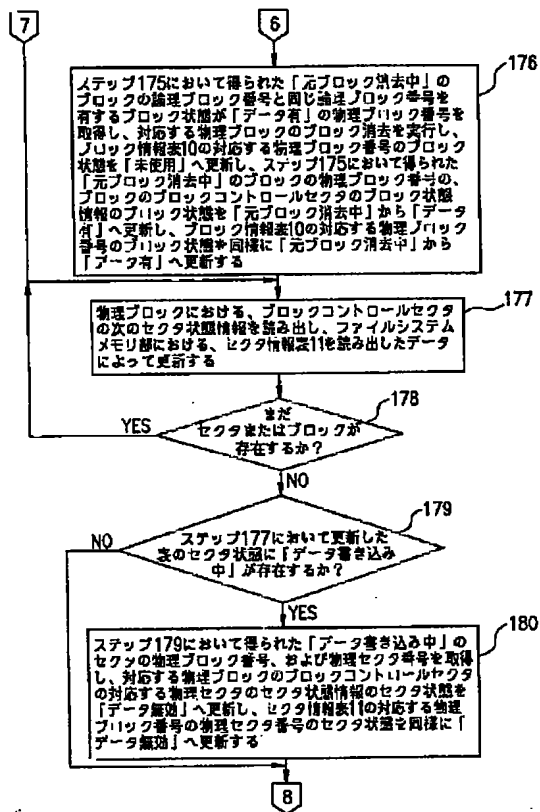 7
6
176
ステップ175において得られた「元ブロック消去中」の
ブロックの論理ブロック番号と同じ論理ブロック番号を
有するブロック状態が「データ有」の物理ブロック番号を
取得し、対応する物理ブロックのブロック消去を実行し、
ブロック情報表10の対応する物理ブロック番号のブロック
状態を「未使用」へ更新し、ステップ175において得られた
「元ブロック消去中」のブロックの物理ブロック番号の、
ブロックのブロックコントロールセクタのブロック状態
情報のブロック状態を「元ブロック消去中」から「データ
有」へ更新し、ブロック情報表10の対応する物理ブロック
番号のブロック状態を同様に「元ブロック消去中」から
「データ有」へ更新する
177
物理ブロックにおける、ブロックコントロールセクタ
の次のセクタ状態情報を読み出し、ファイルシステム
メモリ部における、セクタ情報表11を読み出したデータ
によって更新する
178
YES
まだ
セクタまたはブロックが
存在するか?
NO
179
NO
ステップ177において更新した
表のセクタ状態に「データ書き込み
中」が存在するか?
YES
180
ステップ179において得られた「データ書き込み中」の
セクタの物理ブロック番号、および物理セクタ番号を取得
し、対応する物理ブロックのブロックコントロールセクタ
の対応する物理セクタのセクタ状態情報のセクタ状態を
「データ無効」へ更新し、セクタ情報表11の対応する物理
ブロック番号の物理セクタ番号のセクタ状態を同様に「
データ無効」へ更新する
8